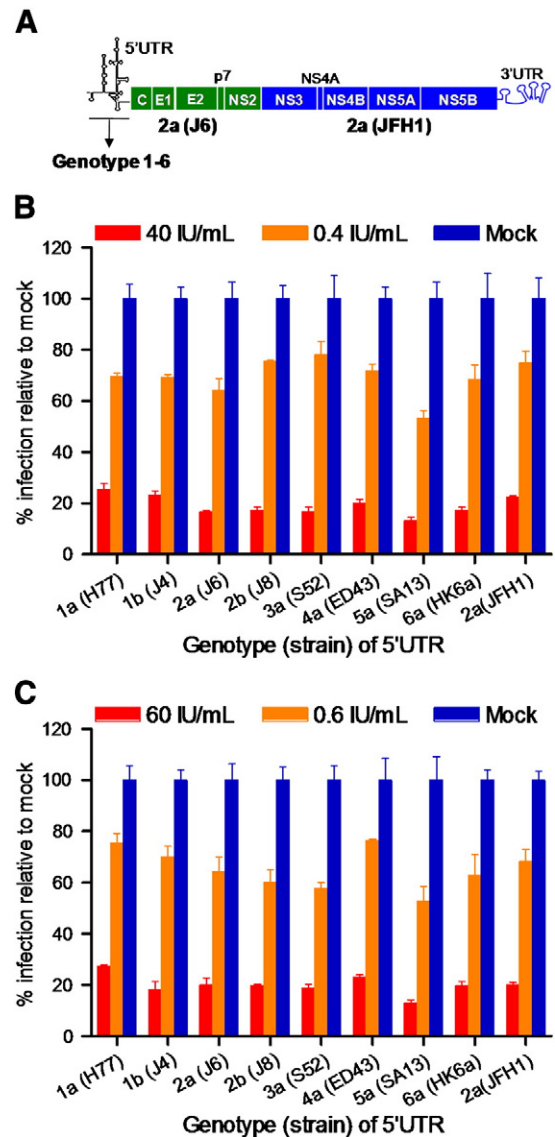 A
5'UTR
p7
NS4A
3'UTR
C E1 E2 NS2 NS3 NS4B NS5A NS5B
2a (J6) 2a (JFH1)
Genotype 1-6
B
40 IU/mL 0.4 IU/mL Mock
% infection relative to mock
120
100
80
60
40
20
0
1a (H77) 1b (J4) 2a (J6) 2b (J8) 3a (S52) 4a (ED43) 5a (SA13) 6a (HK6a) 2a(JFH1)
Genotype (strain) of 5'UTR
C
60 IU/mL 0.6 IU/mL Mock
% infection relative to mock
120
100
80
60
40
20
0
1a (H77) 1b (J4) 2a (J6) 2b (J8) 3a (S52) 4a (ED43) 5a (SA13) 6a (HK6a) 2a(JFH1)
Genotype (strain) of 5'UTR